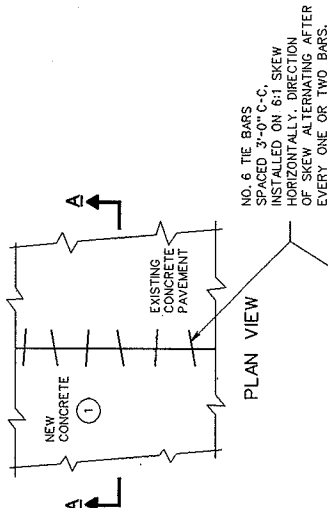 A
A
NEW
CONCRETE
1
EXISTING
CONCRETE
PAVEMENT
PLAN VIEW
NO. 6 TIE BARS
SPACED 3'-0" C-C,
INSTALLED ON 6:1 SKEW
HORIZONTALLY. DIRECTION
OF SKEW ALTERNATING AFTER
EVERY ONE OR TWO BARS.